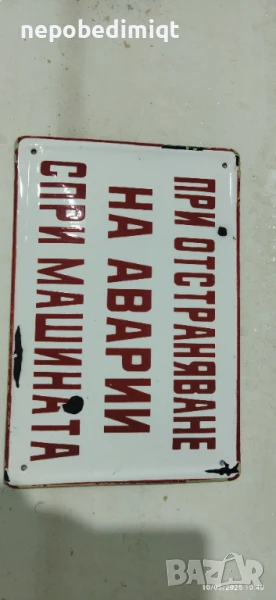 nepobedimiqt
ПРИ ОТСТРАНЯВАНЕ
НА АВАРИИ
СПРИ МАШИНАТА
BAZAR